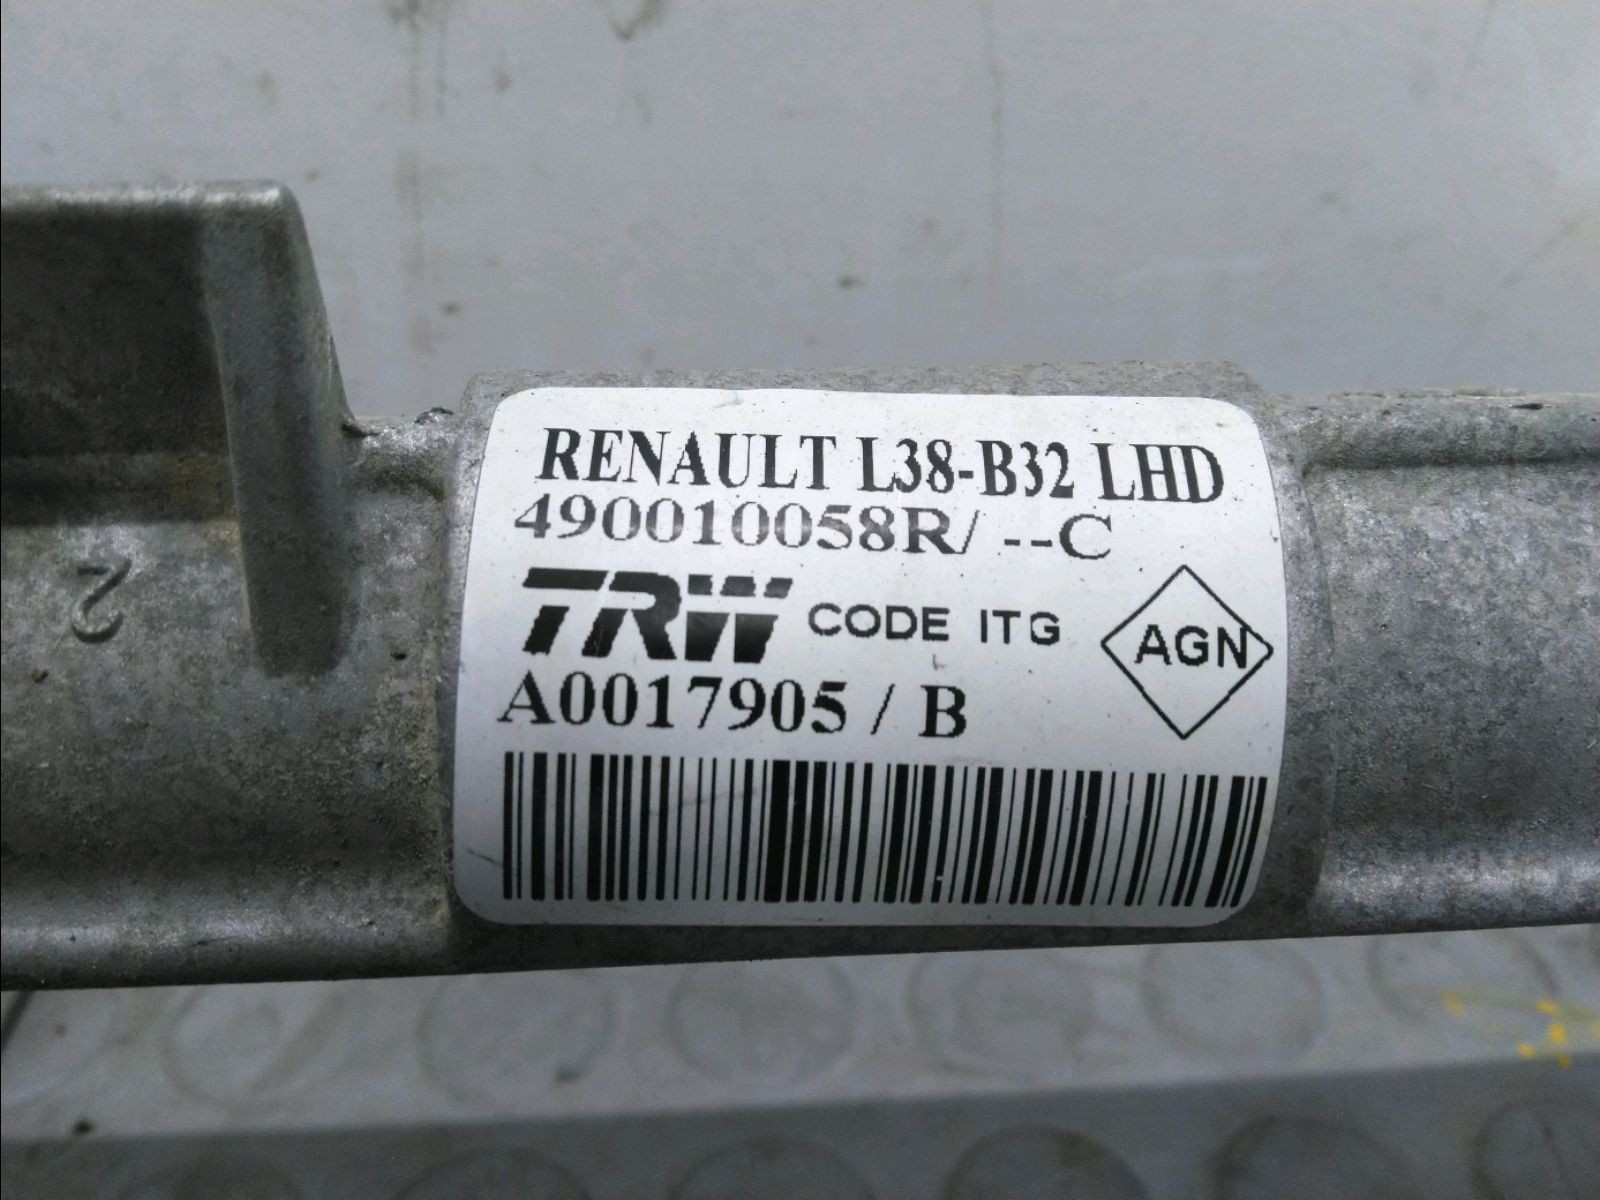 RENAULT L38-B32 LHD
490010058R/ --C
TRW CODE ITG
AGN
A0017905 / B
2